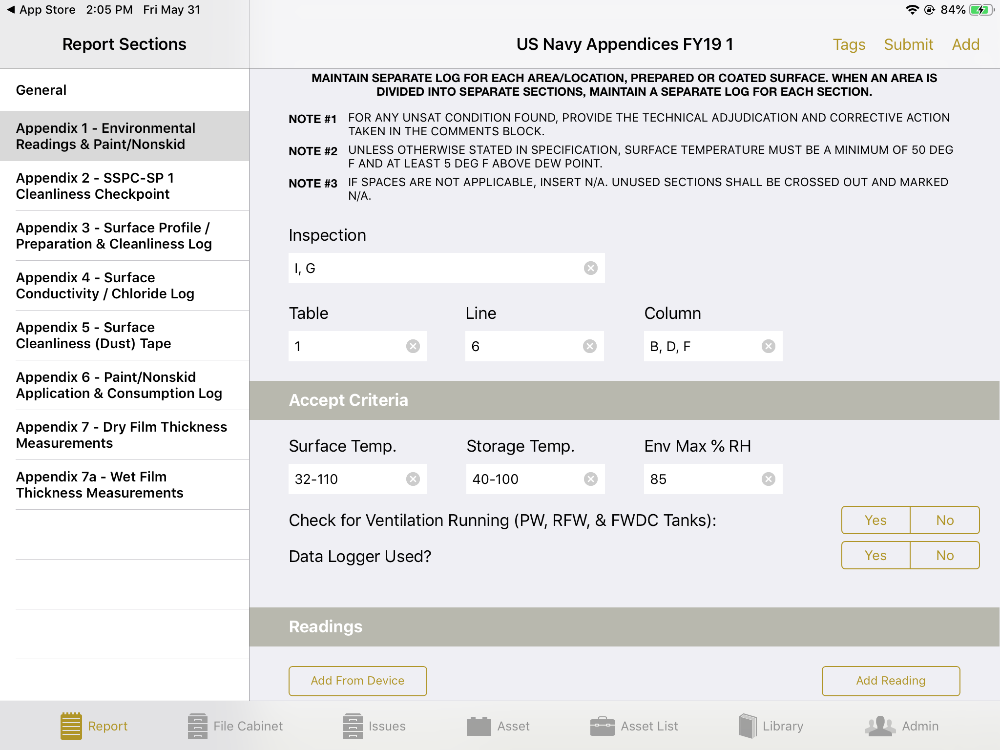 App Store 2:05 PM Fri May 31
84%
Report Sections
US Navy Appendices FY19 1
Tags Submit Add
General
Appendix 1 - Environmental
Readings & Paint/Nonskid
Appendix 2 - SSPC-SP 1
Cleanliness Checkpoint
Appendix 3 - Surface Profile /
Preparation & Cleanliness Log
Appendix 4 - Surface
Conductivity / Chloride Log
Appendix 5 - Surface
Cleanliness (Dust) Tape
Appendix 6 - Paint/Nonskid
Application & Consumption Log
Appendix 7 - Dry Film Thickness
Measurements
Appendix 7a - Wet Film
Thickness Measurements
MAINTAIN SEPARATE LOG FOR EACH AREA/LOCATION, PREPARED OR COATED SURFACE. WHEN AN AREA IS
DIVIDED INTO SEPARATE SECTIONS, MAINTAIN A SEPARATE LOG FOR EACH SECTION.
NOTE #1 FOR ANY UNSAT CONDITION FOUND, PROVIDE THE TECHNICAL ADJUDICATION AND CORRECTIVE ACTION
TAKEN IN THE COMMENTS BLOCK.
NOTE #2 UNLESS OTHERWISE STATED IN SPECIFICATION, SURFACE TEMPERATURE MUST BE A MINIMUM OF 50 DEG
F AND AT LEAST 5 DEG F ABOVE DEW POINT.
NOTE #3 IF SPACES ARE NOT APPLICABLE, INSERT N/A. UNUSED SECTIONS SHALL BE CROSSED OUT AND MARKED
N/A.
Inspection
I, G
Table Line Column
1 6 B, D, F
Accept Criteria
Surface Temp. Storage Temp. Env Max % RH
32-110 40-100 85
Check for Ventilation Running (PW, RFW, & FWDC Tanks): Yes No
Data Logger Used? Yes No
Readings
Add From Device Add Reading
Report File Cabinet Issues Asset Asset List Library Admin